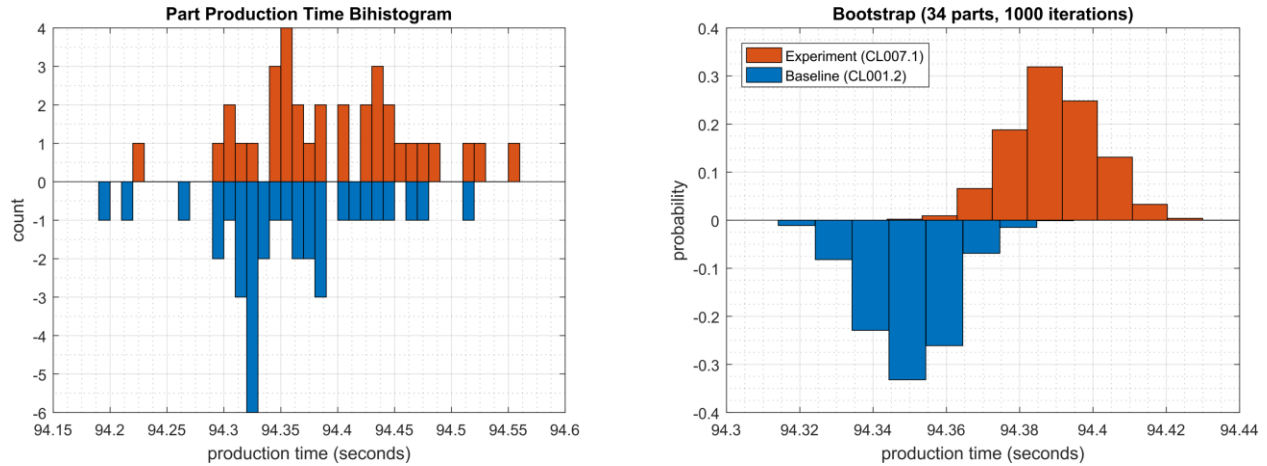 Part Production Time Bihistogram
4
3
2
1
0
-1
-2
-3
-4
-5
-6
count
94.15 94.2 94.25 94.3 94.35 94.4 94.45 94.5 94.55 94.6
production time (seconds)
Bootstrap (34 parts, 1000 iterations)
Experiment (CL007.1)
Baseline (CL001.2)
0.4
0.3
0.2
0.1
0
-0.1
-0.2
-0.3
-0.4
probability
94.3 94.32 94.34 94.36 94.38 94.4 94.42 94.44
production time (seconds)